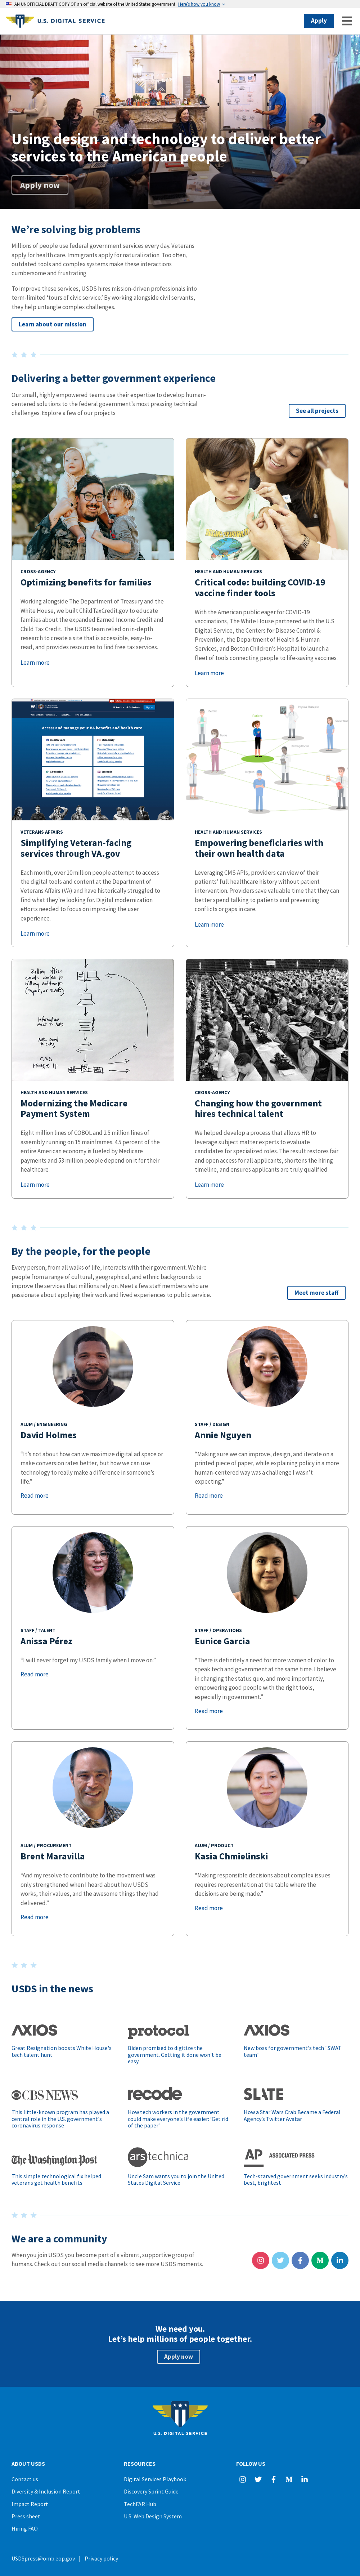 AN UNOFFICIAL DRAFT COPY OF an official website of the United States government Here's how you know
U.S. DIGITAL SERVICE
Apply
Using design and technology to deliver better
services to the American people
Apply now
We're solving big problems
Millions of people use federal government services every day. Veterans
apply for health care. Immigrants apply for naturalization. Too often,
outdated tools and complex systems make these interactions
cumbersome and frustrating.
To improve these services, USDS hires mission-driven professionals into
term-limited 'tours of civic service.' By working alongside civil servants,
they help untangle complex challenges.
Learn about our mission
Delivering a better government experience
Our small, highly empowered teams use their expertise to develop human-
centered solutions to the federal government's most pressing technical
challenges. Explore a few of our projects.
See all projects
CROSS-AGENCY
Optimizing benefits for families
Working alongside The Department of Treasury and the
White House, we built ChildTaxCredit.gov to educate
families about the expanded Earned Income Credit and
Child Tax Credit. The USDS team relied on in-depth
research to create a site that is accessible, easy-to-
read, and provides resources to find free tax services.
Learn more
HEALTH AND HUMAN SERVICES
Critical code: building COVID-19
vaccine finder tools
With the American people eager for COVID-19
vaccinations, The White House partnered with the U.S.
Digital Service, the Centers for Disease Control &
Prevention, the Department of Health & Human
Services, and Boston Children's Hospital to launch a
fleet of tools connecting people to life-saving vaccines.
Learn more
Access and manage your VA benefits and health care
VETERANS AFFAIRS
Simplifying Veteran-facing
services through VA.gov
Each month, over 10 million people attempt to access
the digital tools and content at the Department of
Veterans Affairs (VA) and have historically struggled to
find what they're looking for. Digital modernization
efforts needed to focus on improving the user
experience.
Learn more
HEALTH AND HUMAN SERVICES
Empowering beneficiaries with
their own health data
Leveraging CMS APIs, providers can view of their
patients' full healthcare history without patient
intervention. Providers save valuable time that they can
better spend talking to patients and preventing
conflicts or gaps in care.
Learn more
Billing office
sends claims
Information
sent to MAC
MAC
CMS
HEALTH AND HUMAN SERVICES
Modernizing the Medicare
Payment System
Eight million lines of COBOL and 2.5 million lines of
assembly running on 15 mainframes. 4.5 percent of the
entire American economy is fueled by Medicare
payments and 53 million people depend on it for their
healthcare.
Learn more
CROSS-AGENCY
Changing how the government
hires technical talent
We helped develop a process that allows HR to
leverage subject matter experts to evaluate
candidates for specialized roles. The result restores fair
and open access for all applicants, shortens the hiring
timeline, and ensures applicants are truly qualified.
Learn more
By the people, for the people
Every person, from all walks of life, interacts with their government. We hire
people from a range of cultural, geographical, and ethnic backgrounds to
improve the services that millions rely on. Meet a few staff members who are
passionate about applying their work and lived experiences to public service.
Meet more staff
ALUM / ENGINEERING
David Holmes
"It's not about how can we maximize digital ad space or
make conversion rates better, but how we can use
technology to really make a difference in someone's
life."
Read more
STAFF / DESIGN
Annie Nguyen
"Making sure we can improve, design, and iterate on a
printed piece of paper, while explaining policy in a more
human-centered way was a challenge I wasn't
expecting."
Read more
STAFF / TALENT
Anissa Pérez
"I will never forget my USDS family when I move on."
Read more
STAFF / OPERATIONS
Eunice Garcia
"There is definitely a need for more women of color to
speak tech and government at the same time. I believe
in changing the status quo, and more importantly,
empowering good people with the right tools,
especially in government."
Read more
ALUM / PROCUREMENT
Brent Maravilla
"And my resolve to contribute to the movement was
only strengthened when I heard about how USDS
works, their values, and the awesome things they had
delivered."
Read more
ALUM / PRODUCT
Kasia Chmielinski
"Making responsible decisions about complex issues
requires representation at the table where the
decisions are being made."
Read more
USDS in the news
AXIOS
Great Resignation boosts White House's
tech talent hunt
protocol
Biden promised to digitize the
government. Getting it done won't be
easy
AXIOS
New boss for government's tech "SWAT
team"
CBS NEWS
This little-known program has played a
central role in the U.S. government's
coronavirus response
recode
How tech workers in the government
could make everyone's life easier: 'Get rid
of the paper'
SLATE
How a Star Wars Crab Became a Federal
Agency's Twitter Avatar
The Washington Post
This simple technological fix helped
veterans get health benefits
ars technica
Uncle Sam wants you to join the United
States Digital Service
AP ASSOCIATED PRESS
Tech-starved government seeks industry's
best, brightest
We are a community
When you join USDS you become part of a vibrant, supportive group of
humans. Check out our social media channels to see more USDS moments.
We need you.
Let's help millions of people together.
Apply now
U.S. DIGITAL SERVICE
ABOUT USDS
Contact us
Diversity & Inclusion Report
Impact Report
Press sheet
Hiring FAQ
RESOURCES
Digital Services Playbook
Discovery Sprint Guide
TechFAR Hub
U.S. Web Design System
FOLLOW US
USDSpress@omb.eop.gov | Privacy policy